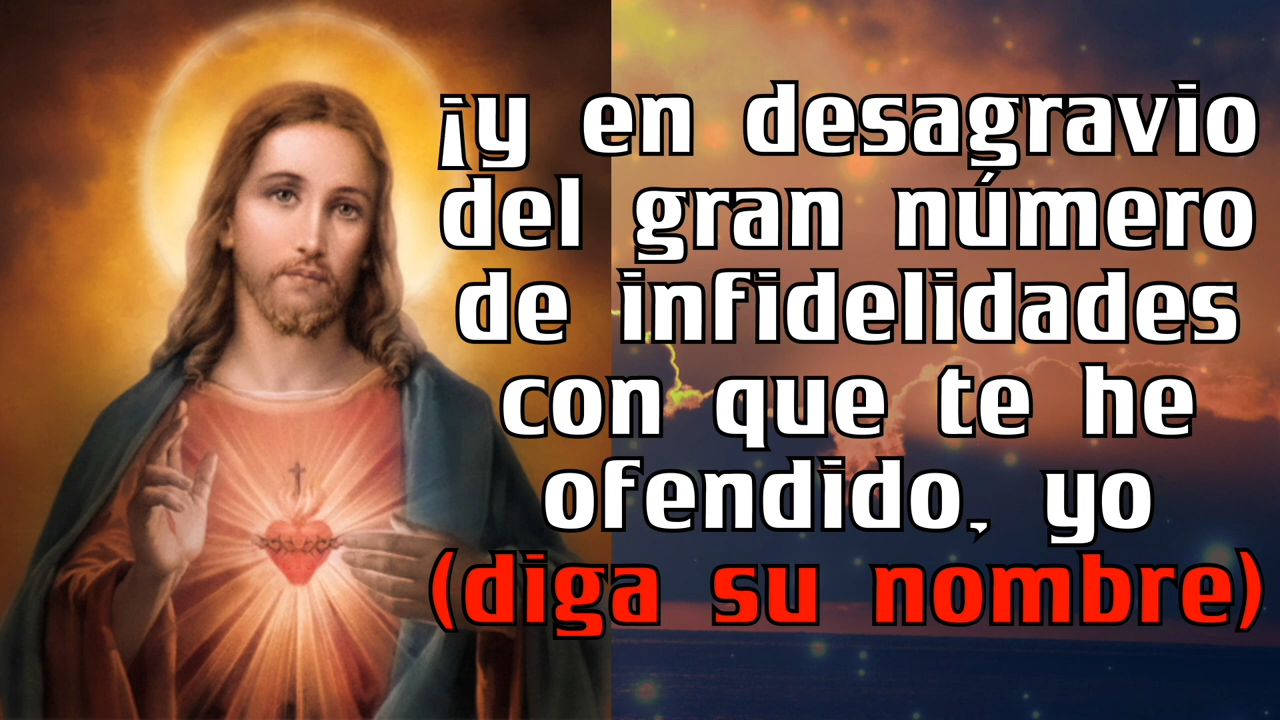 ¡y en desagravio
del gran número
de infidelidades
con que te he
ofendido, yo
(diga su nombre)